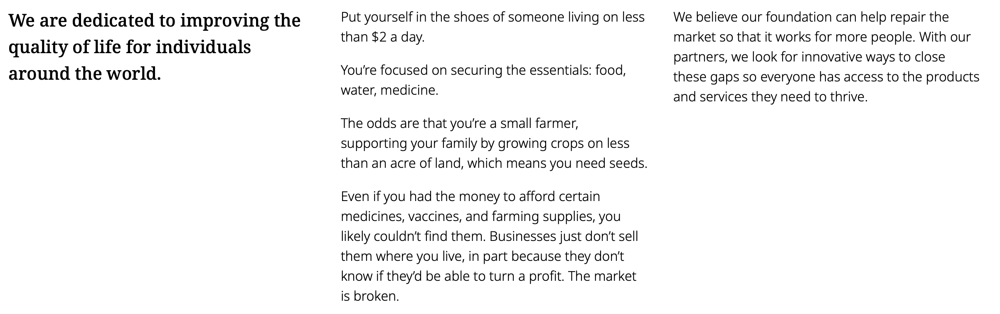 We are dedicated to improving the
quality of life for individuals
around the world.
Put yourself in the shoes of someone living on less
than $2 a day.
You’re focused on securing the essentials: food,
water, medicine.
The odds are that you’re a small farmer,
supporting your family by growing crops on less
than an acre of land, which means you need seeds.
Even if you had the money to afford certain
medicines, vaccines, and farming supplies, you
likely couldn’t find them. Businesses just don’t sell
them where you live, in part because they don’t
know if they’d be able to turn a profit. The market
is broken.
We believe our foundation can help repair the
market so that it works for more people. With our
partners, we look for innovative ways to close
these gaps so everyone has access to the products
and services they need to thrive.